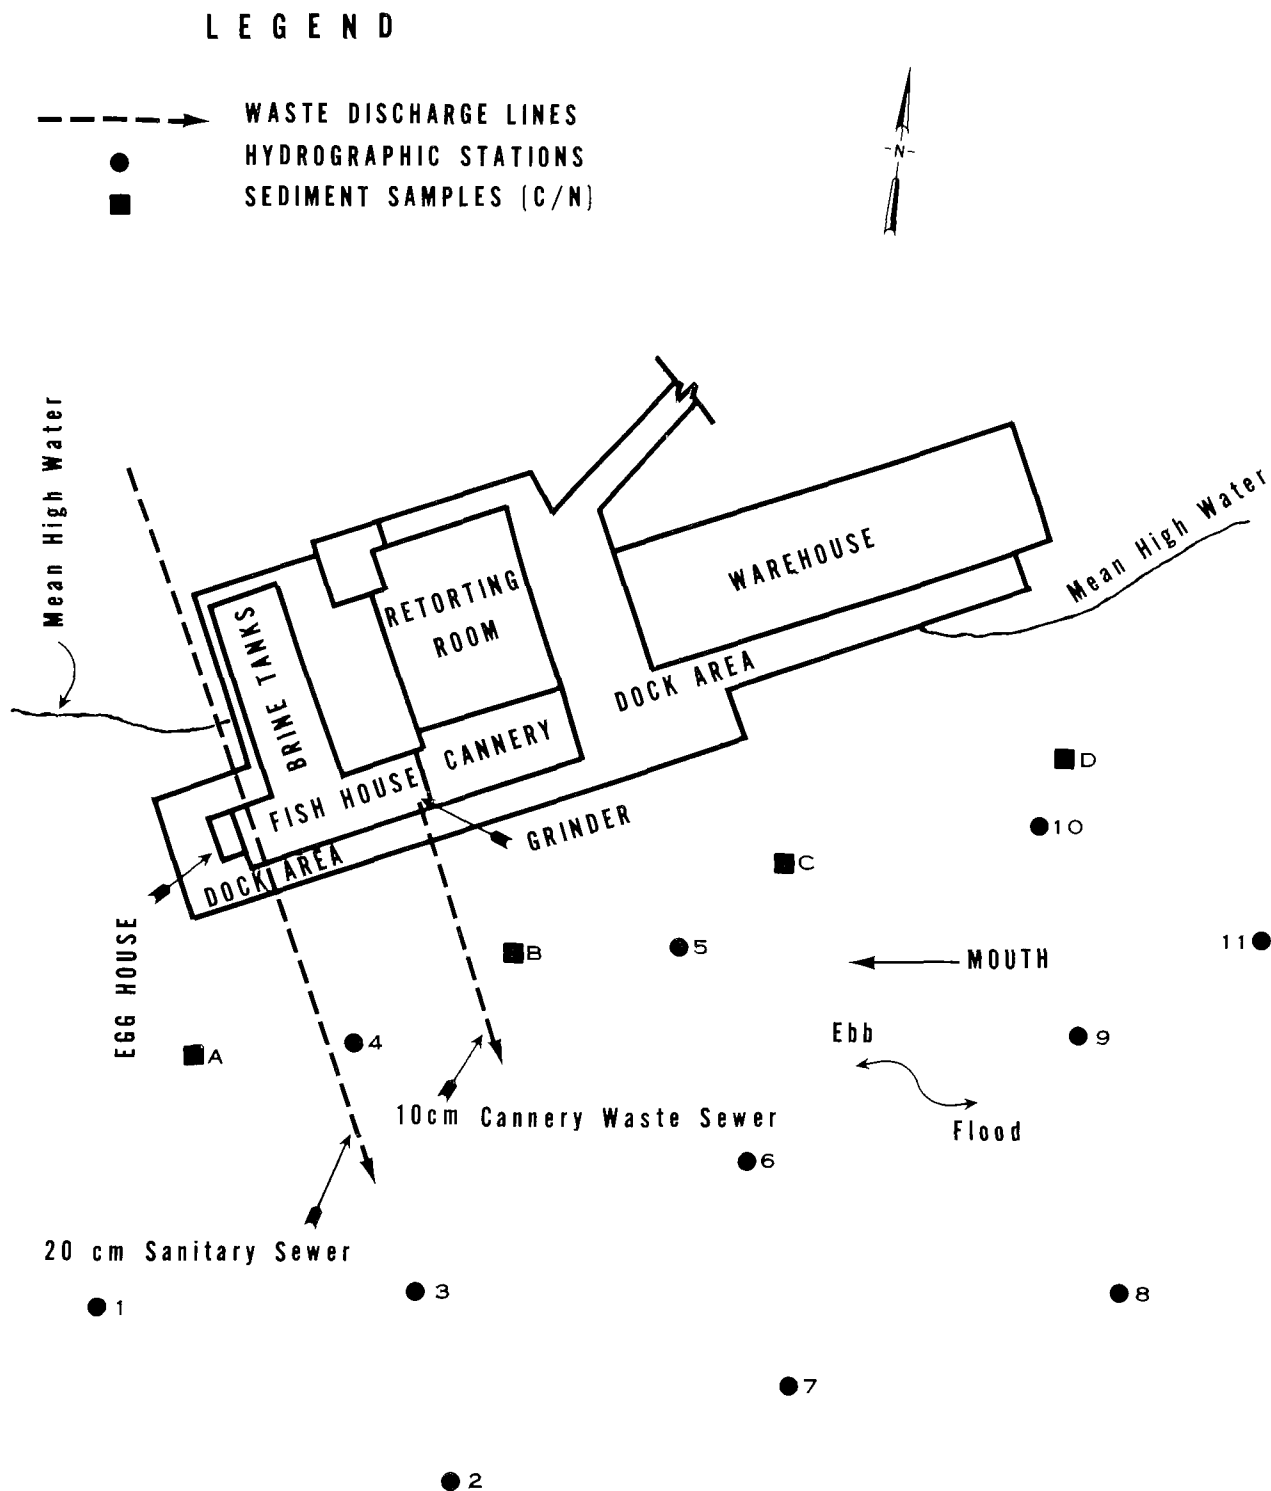 LEGEND
WASTE DISCHARGE LINES
HYDROGRAPHIC STATIONS
SEDIMENT SAMPLES (C/N)
-N-
Mean High Water
WAREHOUSE
Mean High Water
RETORTING
ROOM
BRINE TANKS
DOCK AREA
CANNERY
FISH HOUSE
GRINDER
DOCK AREA
EGG HOUSE
D
10
C
B
5
11
MOUTH
A
4
Ebb
9
10cm Cannery Waste Sewer
Flood
6
20 cm Sanitary Sewer
1
3
8
7
2